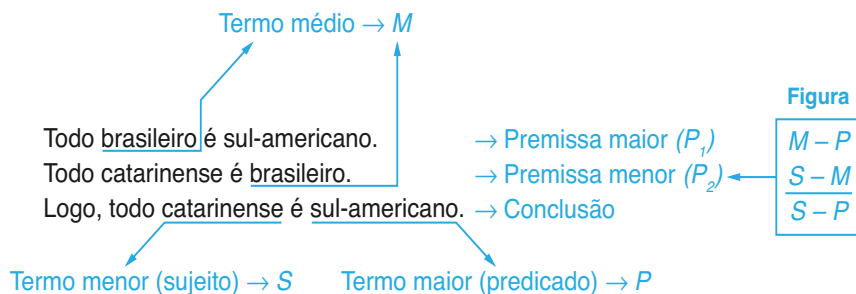 Termo médio → M
Figura
Todo brasileiro é sul-americano. → Premissa maior (P1) M – P
Todo catarinense é brasileiro. → Premissa menor (P2) S – M
Logo, todo catarinense é sul-americano. → Conclusão S – P
Termo menor (sujeito) → S Termo maior (predicado) → P